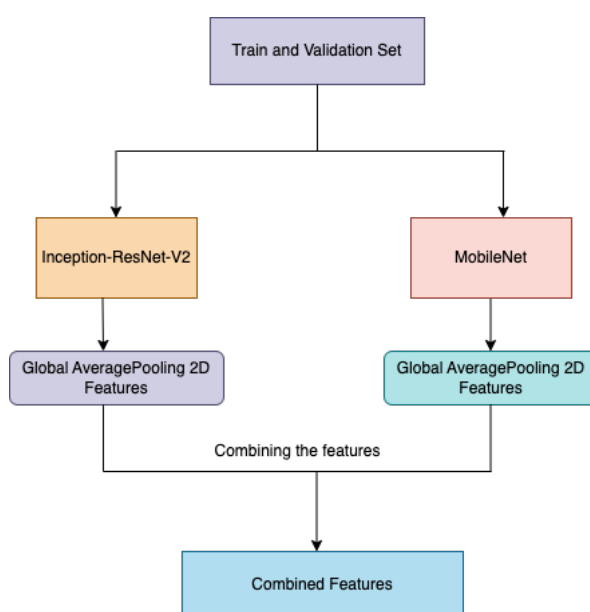 Train and Validation Set
Inception-ResNet-V2
MobileNet
Global AveragePooling 2D
Features
Global AveragePooling 2D
Features
Combining the features
Combined Features